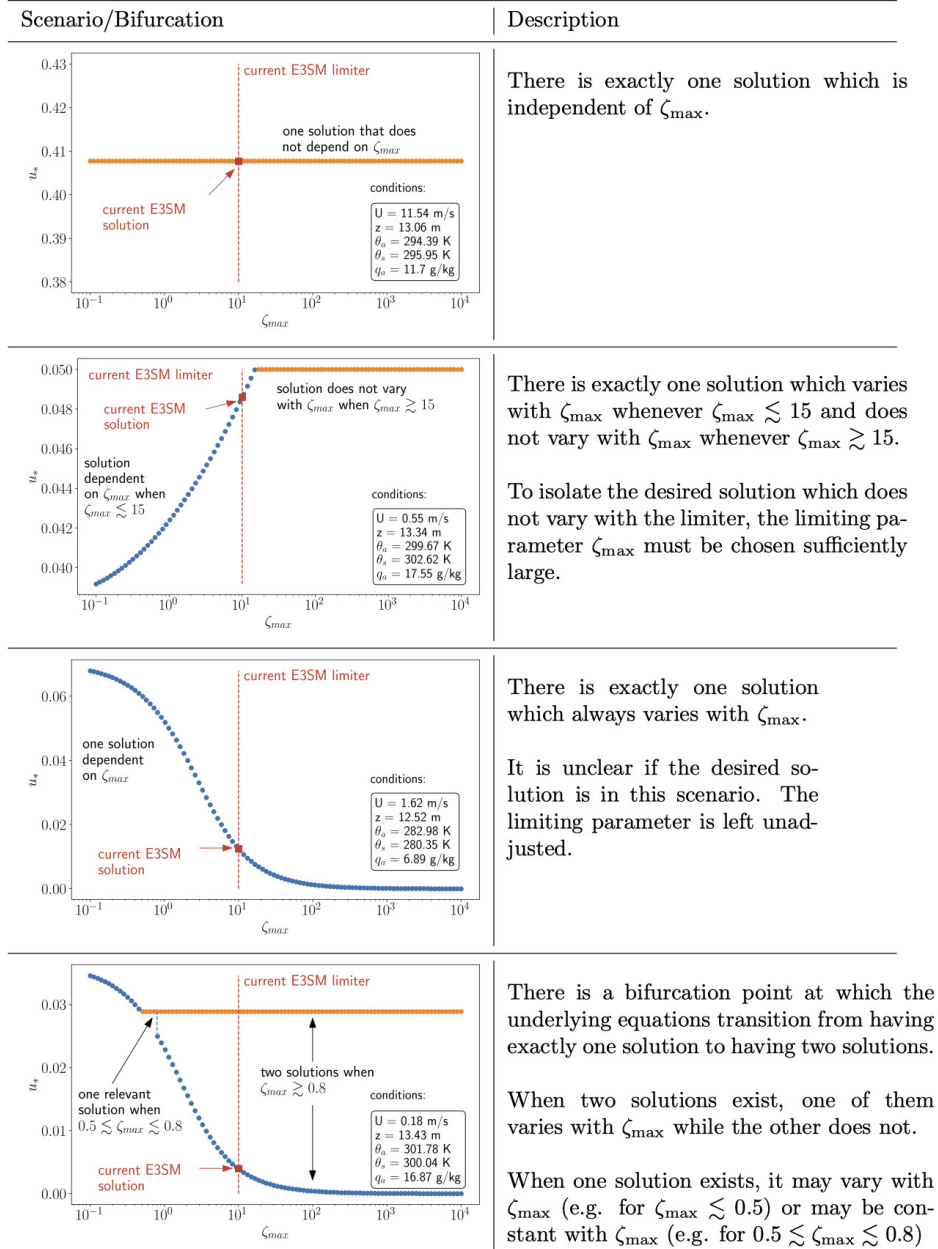 Scenario/Bifurcation
Description
0.43
0.42
0.41
0.40
0.39
0.38
u*
current E3SM limiter
one solution that does
not depend on ζmax
current E3SM
solution
conditions:
U = 11.54 m/s
z = 13.06 m
θa = 294.39 K
θs = 295.95 K
qa = 11.7 g/kg
10⁻¹ 10⁰ 10¹ 10² 10³ 10⁴
ζmax
There is exactly one solution which is
independent of ζmax.
0.050
0.048
0.046
0.044
0.042
0.040
u*
current E3SM limiter
current E3SM
solution
solution does not vary
with ζmax when ζmax ≳ 15
solution
dependent
on ζmax when
ζmax ≲ 15
conditions:
U = 0.55 m/s
z = 13.34 m
θa = 299.67 K
θs = 302.62 K
qa = 17.55 g/kg
10⁻¹ 10⁰ 10¹ 10² 10³ 10⁴
ζmax
There is exactly one solution which varies
with ζmax whenever ζmax ≲ 15 and does
not vary with ζmax whenever ζmax ≳ 15.
To isolate the desired solution which does
not vary with the limiter, the limiting pa-
rameter ζmax must be chosen sufficiently
large.
0.06
0.04
0.02
0.00
u*
current E3SM limiter
one solution
dependent
on ζmax
current E3SM
solution
conditions:
U = 1.62 m/s
z = 12.52 m
θa = 282.98 K
θs = 280.35 K
qa = 6.89 g/kg
10⁻¹ 10⁰ 10¹ 10² 10³ 10⁴
ζmax
There is exactly one solution
which always varies with ζmax.
It is unclear if the desired so-
lution is in this scenario. The
limiting parameter is left unad-
justed.
0.03
0.02
0.01
0.00
u*
current E3SM limiter
one relevant
solution when
0.5 ≲ ζmax ≲ 0.8
two solutions when
ζmax ≳ 0.8
current E3SM
solution
conditions:
U = 0.18 m/s
z = 13.43 m
θa = 301.78 K
θs = 300.04 K
qa = 16.87 g/kg
10⁻¹ 10⁰ 10¹ 10² 10³ 10⁴
ζmax
There is a bifurcation point at which the
underlying equations transition from having
exactly one solution to having two solutions.
When two solutions exist, one of them
varies with ζmax while the other does not.
When one solution exists, it may vary with
ζmax (e.g. for ζmax ≲ 0.5) or may be con-
stant with ζmax (e.g. for 0.5 ≲ ζmax ≲ 0.8)